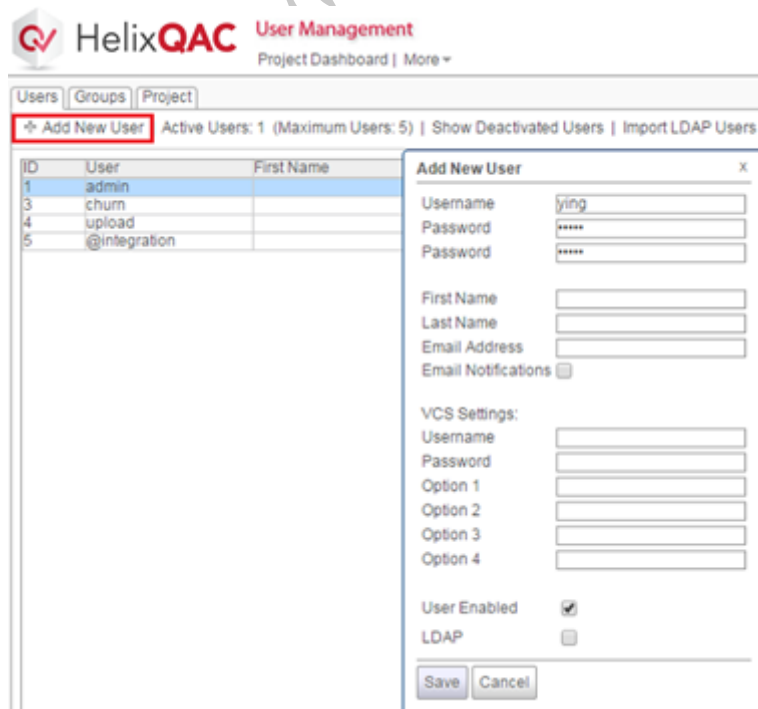 HelixQAC User Management
Project Dashboard | More
Users Groups Project
Add New User Active Users: 1 (Maximum Users: 5) | Show Deactivated Users | Import LDAP Users
ID User First Name
1 admin
3 churn
4 upload
5 @integration
Add New User x
Username ying
Password •••••
Password •••••
First Name
Last Name
Email Address
Email Notifications
VCS Settings:
Username
Password
Option 1
Option 2
Option 3
Option 4
User Enabled
LDAP
Save Cancel